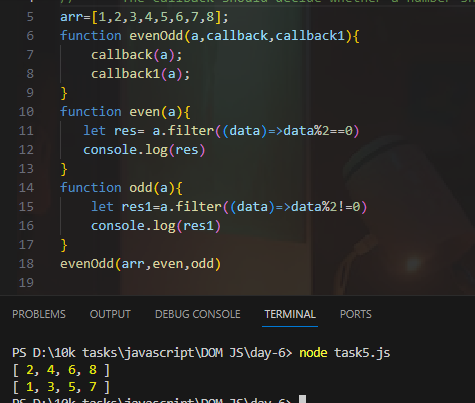 // The callback should decide whether a number sh
5 arr=[1,2,3,4,5,6,7,8];
6 function evenOdd(a,callback,callback1){
7 callback(a);
8 callback1(a);
9 }
10 function even(a){
11 let res= a.filter((data)=>data%2==0)
12 console.log(res)
13 }
14 function odd(a){
15 let res1=a.filter((data)=>data%2!=0)
16 console.log(res1)
17 }
18 evenOdd(arr,even,odd)
19
PROBLEMS OUTPUT DEBUG CONSOLE TERMINAL PORTS
PS D:\10k tasks\javascript\DOM JS\day-6> node task5.js
[ 2, 4, 6, 8 ]
[ 1, 3, 5, 7 ]
PS D:\10k tasks\javascript\DOM JS\day-6>